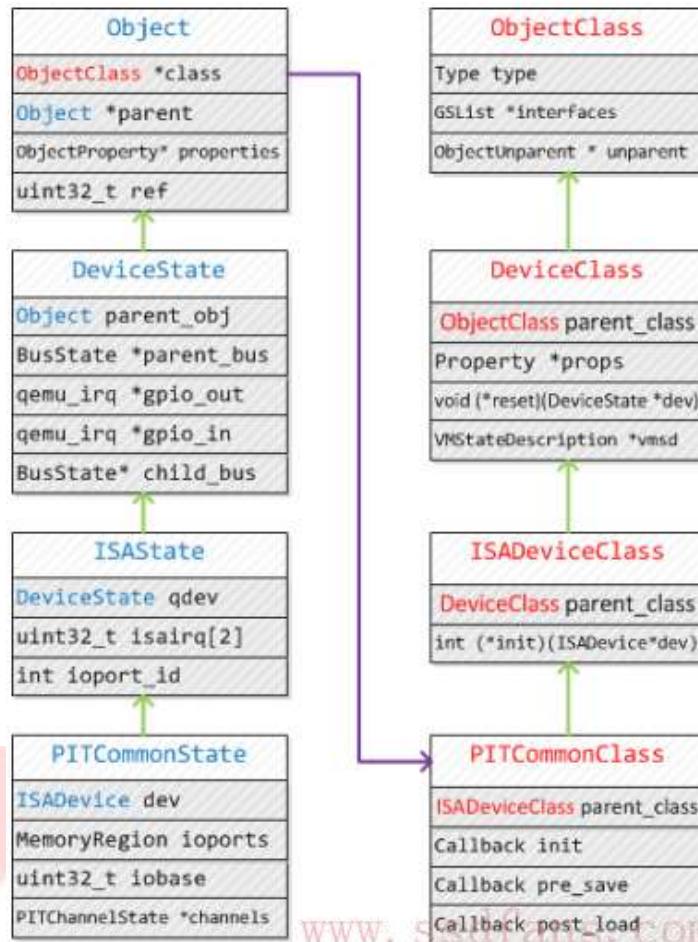 Object
ObjectClass *class
Object *parent
ObjectProperty* properties
uint32_t ref
DeviceState
Object parent_obj
BusState *parent_bus
qemu_irq *gpio_out
qemu_irq *gpio_in
BusState* child_bus
ISAState
DeviceState qdev
uint32_t isairq[2]
int ioport_id
PITCommonState
ISADevice dev
MemoryRegion ioports
uint32_t iobase
PITChannelState *channels
ObjectClass
Type type
GSList *interfaces
ObjectUnparent * unparent
DeviceClass
ObjectClass parent_class
Property *props
void (*reset)(DeviceState *dev)
VMStateDescription *vmsd
ISADeviceClass
DeviceClass parent_class
int (*init)(ISADevice*dev)
PITCommonClass
ISADeviceClass parent_class
Callback init
Callback pre_save
Callback post_load